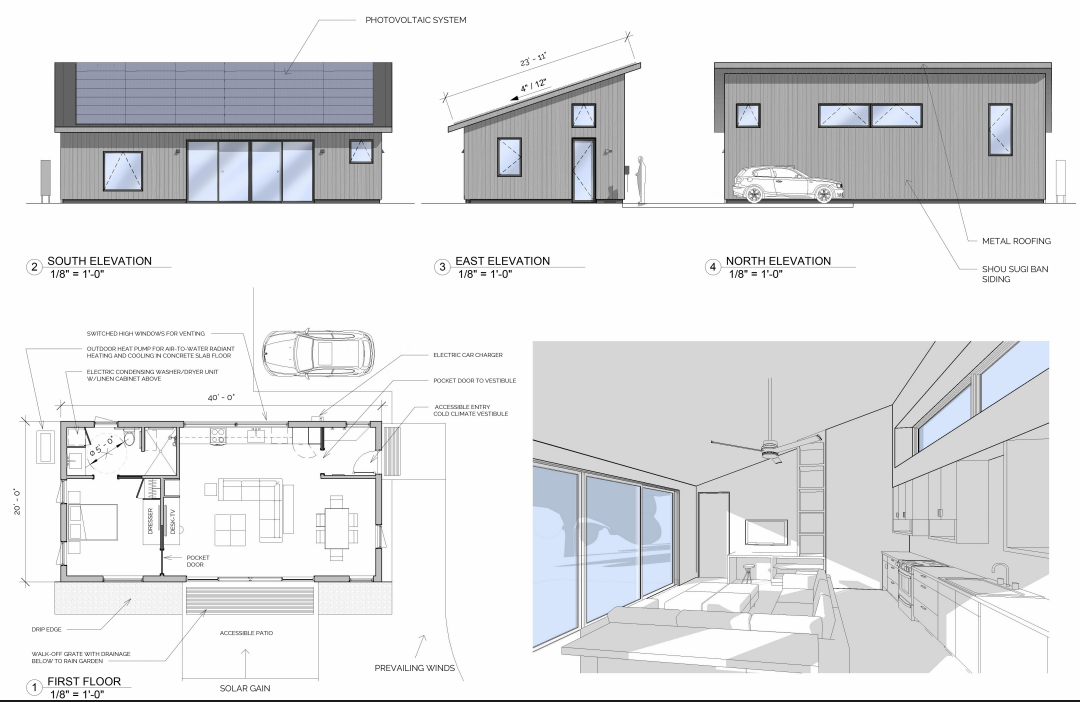 PHOTOVOLTAIC SYSTEM
23' - 11"
4" / 12"
2 SOUTH ELEVATION
1/8" = 1'-0"
3 EAST ELEVATION
1/8" = 1'-0"
4 NORTH ELEVATION
1/8" = 1'-0"
METAL ROOFING
SHOU SUGI BAN
SIDING
SWITCHED HIGH WINDOWS FOR VENTING
OUTDOOR HEAT PUMP FOR AIR-TO-WATER RADIANT
HEATING AND COOLING IN CONCRETE SLAB FLOOR
ELECTRIC CONDENSING WASHER/DRYER UNIT
W/LINEN CABINET ABOVE
ELECTRIC CAR CHARGER
POCKET DOOR TO VESTIBULE
ACCESSIBLE ENTRY
COLD CLIMATE VESTIBULE
40' - 0"
20' - 0"
ø 5' - 0"
DRESSER
DESK-TV
POCKET
DOOR
DRIP EDGE
WALK-OFF GRATE WITH DRAINAGE
BELOW TO RAIN GARDEN
ACCESSIBLE PATIO
PREVAILING WINDS
SOLAR GAIN
1 FIRST FLOOR
1/8" = 1'-0"